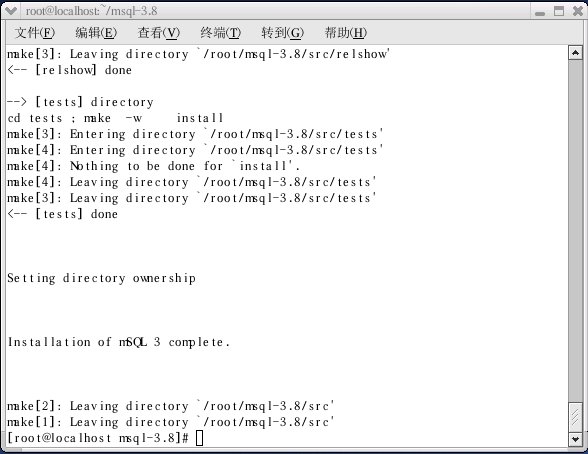 root@localhost:~/msql-3.8
文件(F) 编辑(E) 查看(V) 终端(T) 转到(G) 帮助(H)
make[3]: Leaving directory `/root/msql-3.8/src/relshow'
<-- [relshow] done
--> [tests] directory
cd tests ; make -w install
make[3]: Entering directory `/root/msql-3.8/src/tests'
make[4]: Entering directory `/root/msql-3.8/src/tests'
make[4]: Nothing to be done for `install'.
make[4]: Leaving directory `/root/msql-3.8/src/tests'
make[3]: Leaving directory `/root/msql-3.8/src/tests'
<-- [tests] done
Setting directory ownership
Installation of mSQL 3 complete.
make[2]: Leaving directory `/root/msql-3.8/src'
make[1]: Leaving directory `/root/msql-3.8/src'
[root@localhost msql-3.8]#